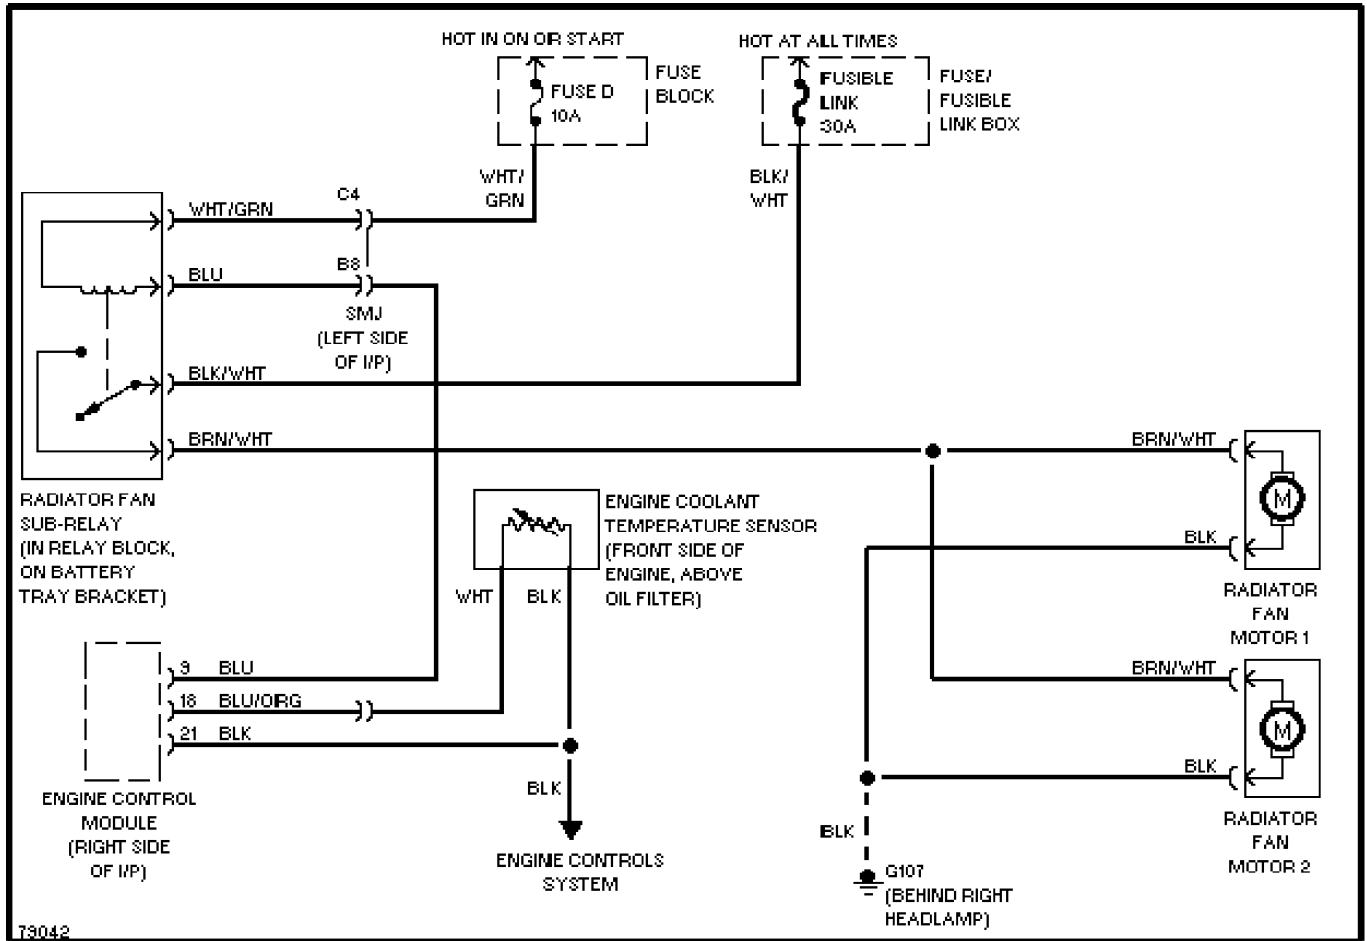 HOT IN ON OR START
HOT AT ALL TIMES
FUSE D
10A
FUSE
BLOCK
FUSIBLE
LINK
30A
FUSE/
FUSIBLE
LINK BOX
WHT/
GRN
BLK/
WHT
WHT/GRN
C4
BLU
B8
SMJ
(LEFT SIDE
OF I/P)
BLK/WHT
BRN/WHT
BRN/WHT
RADIATOR FAN
SUB-RELAY
(IN RELAY BLOCK,
ON BATTERY
TRAY BRACKET)
ENGINE COOLANT
TEMPERATURE SENSOR
(FRONT SIDE OF
ENGINE, ABOVE
OIL FILTER)
WHT
BLK
M
BLK
RADIATOR
FAN
MOTOR 1
9 BLU
18 BLU/ORG
21 BLK
ENGINE CONTROL
MODULE
(RIGHT SIDE
OF I/P)
BLK
ENGINE CONTROLS
SYSTEM
BRN/WHT
M
BLK
RADIATOR
FAN
MOTOR 2
BLK
G107
(BEHIND RIGHT
HEADLAMP)
79042